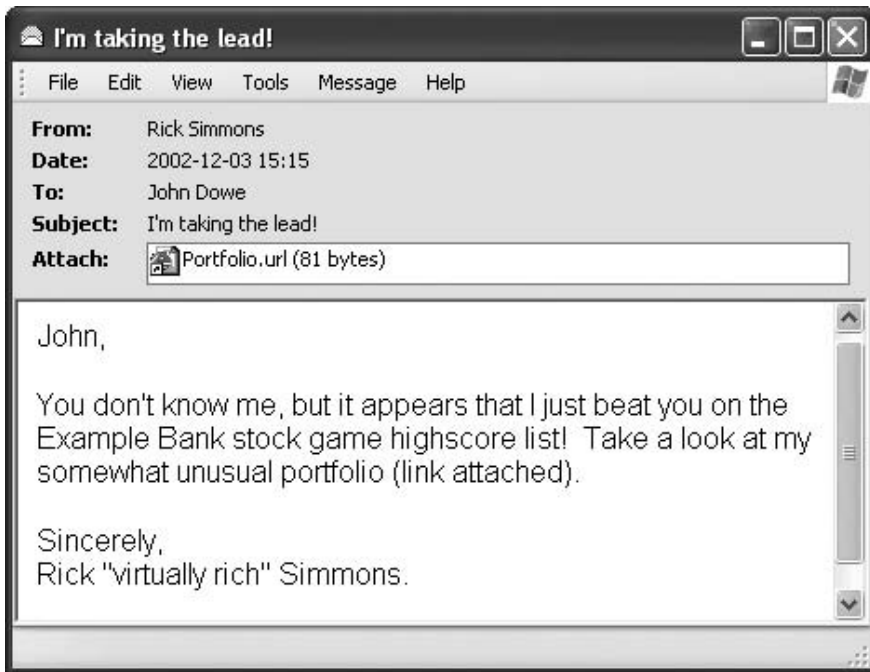 I'm taking the lead!
File Edit View Tools Message Help
From: Rick Simmons
Date: 2002-12-03 15:15
To: John Dowe
Subject: I'm taking the lead!
Attach: Portfolio.url (81 bytes)
John,
You don't know me, but it appears that I just beat you on the
Example Bank stock game highscore list!  Take a look at my
somewhat unusual portfolio (link attached).
Sincerely,
Rick "virtually rich" Simmons.